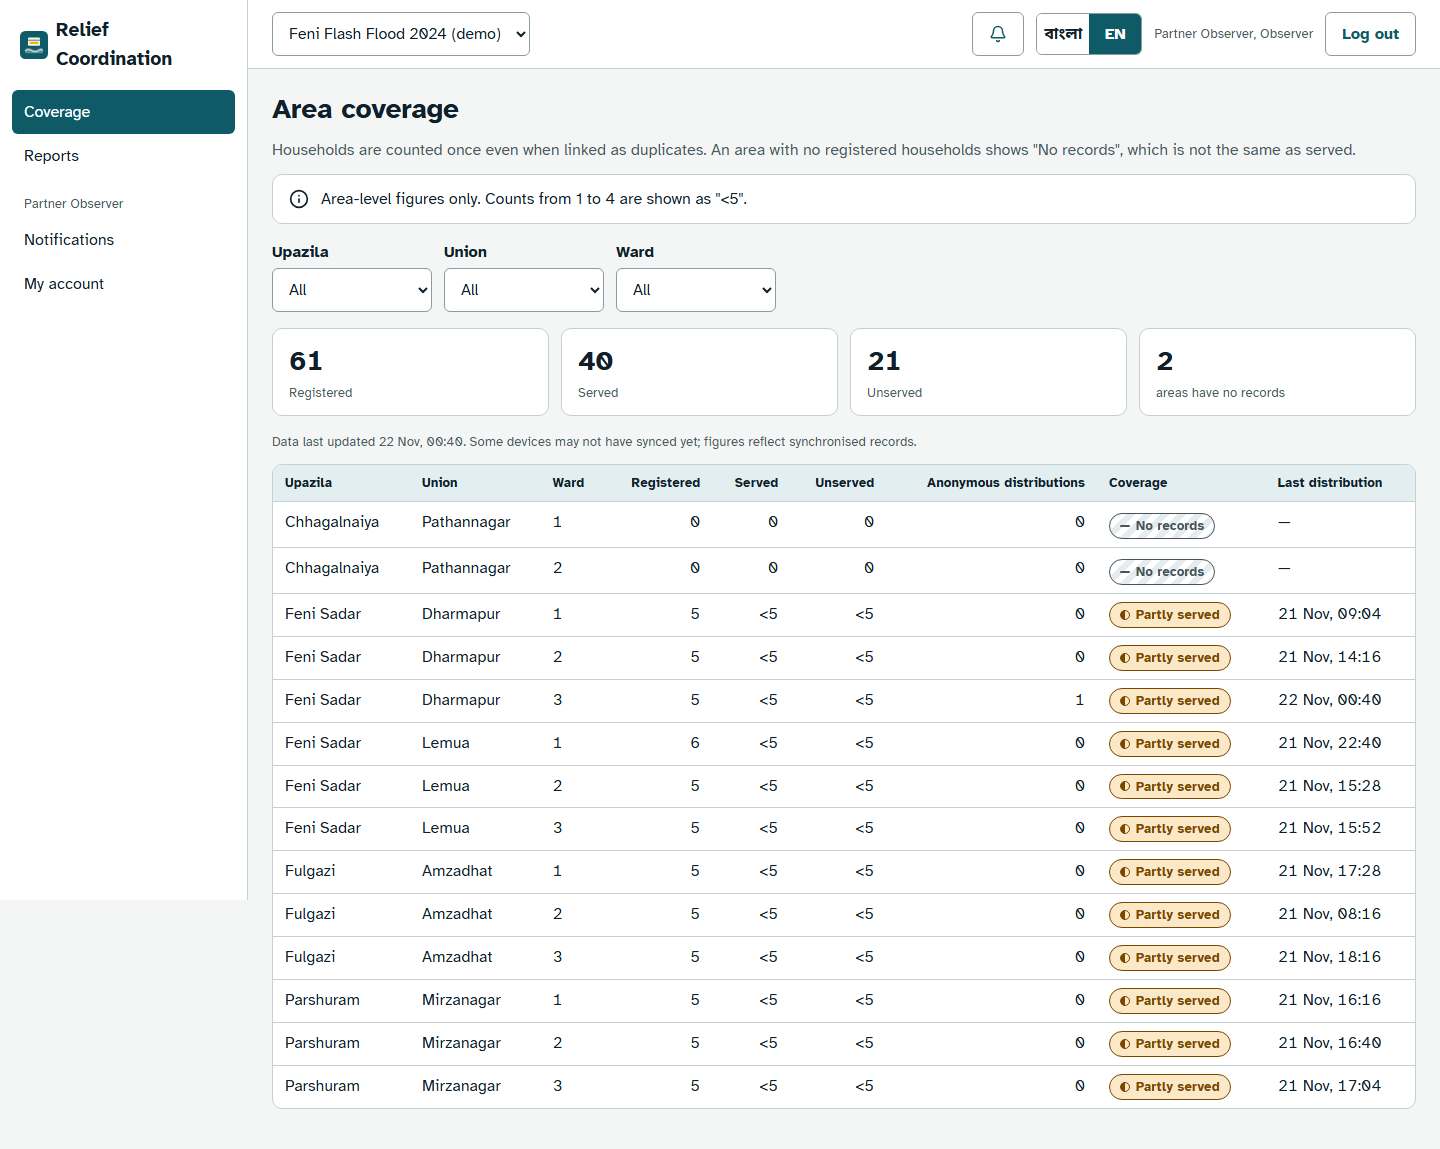 Relief
Coordination
Coverage
Reports
Partner Observer
Notifications
My account
Feni Flash Flood 2024 (demo)
বাংলা EN Partner Observer, Observer Log out
Area coverage
Households are counted once even when linked as duplicates. An area with no registered households shows "No records", which is not the same as served.
Area-level figures only. Counts from 1 to 4 are shown as "<5".
Upazila Union Ward
All All All
61 40 21 2
Registered Served Unserved areas have no records
Data last updated 22 Nov, 00:40. Some devices may not have synced yet; figures reflect synchronised records.
Upazila Union Ward Registered Served Unserved Anonymous distributions Coverage Last distribution
Chhagalnaiya Pathannagar 1 0 0 0 0 — No records —
Chhagalnaiya Pathannagar 2 0 0 0 0 — No records —
Feni Sadar Dharmapur 1 5 <5 <5 0 Partly served 21 Nov, 09:04
Feni Sadar Dharmapur 2 5 <5 <5 0 Partly served 21 Nov, 14:16
Feni Sadar Dharmapur 3 5 <5 <5 1 Partly served 22 Nov, 00:40
Feni Sadar Lemua 1 6 <5 <5 0 Partly served 21 Nov, 22:40
Feni Sadar Lemua 2 5 <5 <5 0 Partly served 21 Nov, 15:28
Feni Sadar Lemua 3 5 <5 <5 0 Partly served 21 Nov, 15:52
Fulgazi Amzadhat 1 5 <5 <5 0 Partly served 21 Nov, 17:28
Fulgazi Amzadhat 2 5 <5 <5 0 Partly served 21 Nov, 08:16
Fulgazi Amzadhat 3 5 <5 <5 0 Partly served 21 Nov, 18:16
Parshuram Mirzanagar 1 5 <5 <5 0 Partly served 21 Nov, 16:16
Parshuram Mirzanagar 2 5 <5 <5 0 Partly served 21 Nov, 16:40
Parshuram Mirzanagar 3 5 <5 <5 0 Partly served 21 Nov, 17:04